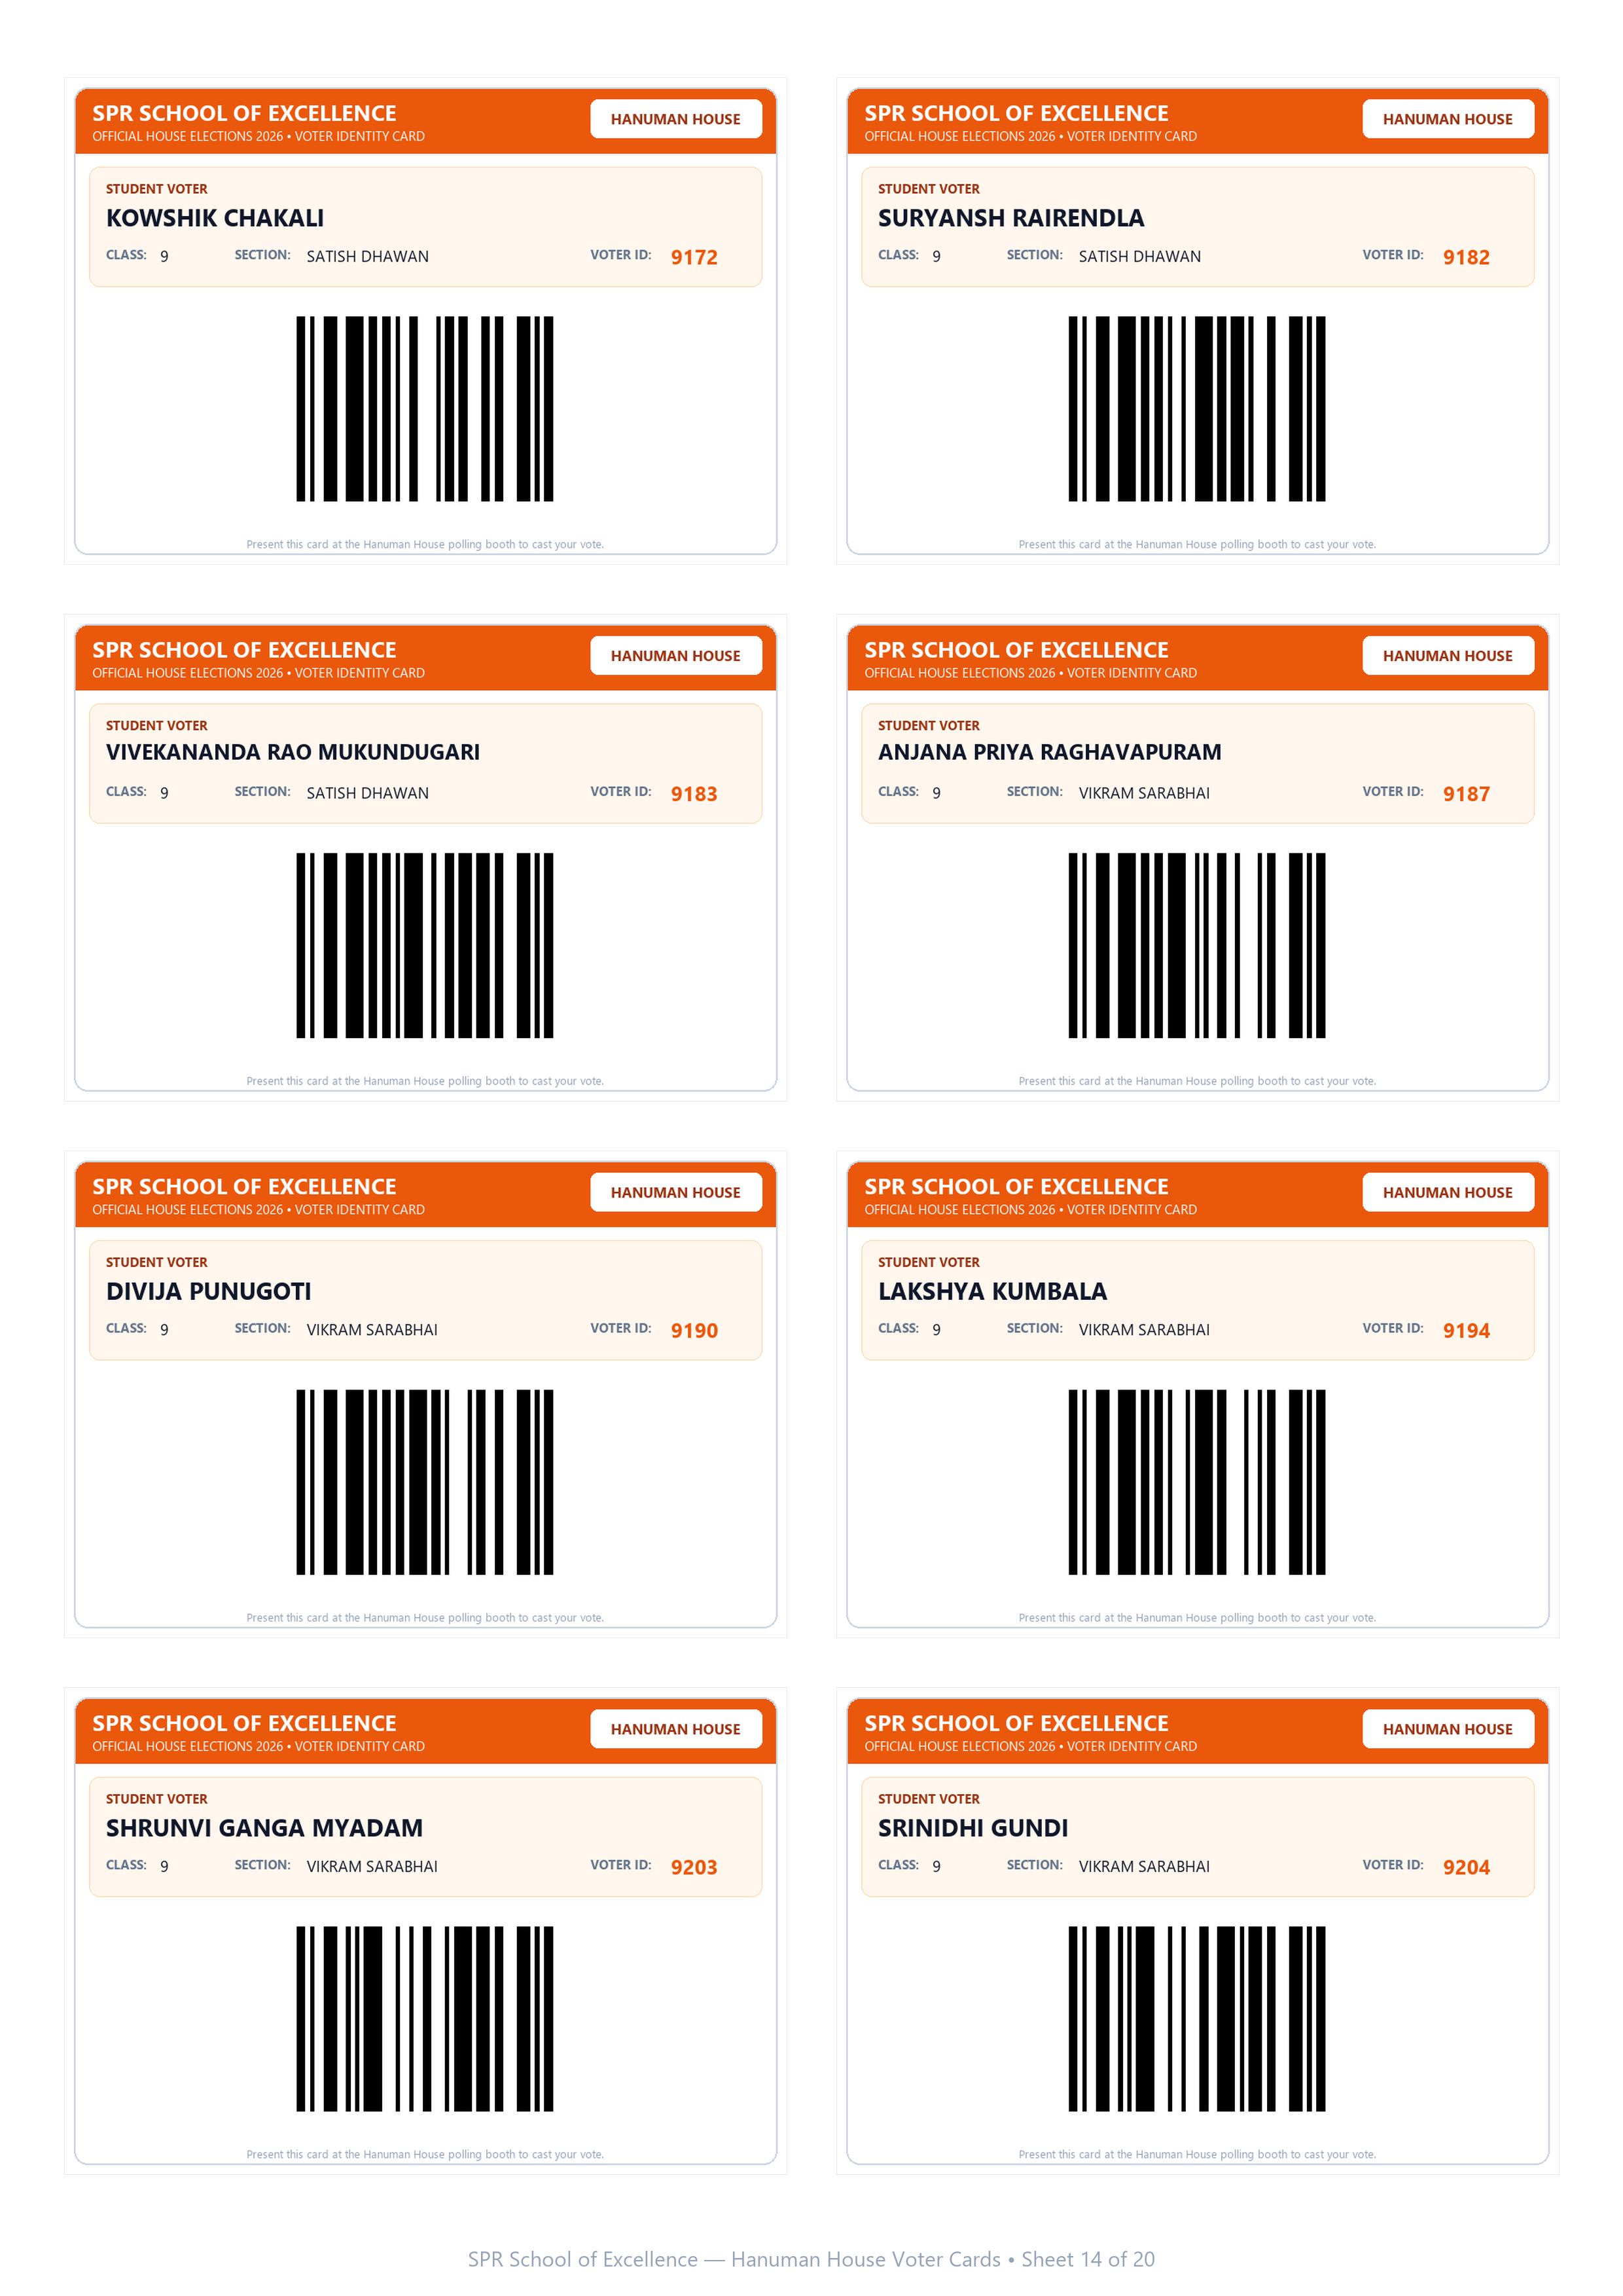 SPR SCHOOL OF EXCELLENCE
OFFICIAL HOUSE ELECTIONS 2026 • VOTER IDENTITY CARD
HANUMAN HOUSE
STUDENT VOTER
KOWSHIK CHAKALI
CLASS: 9 SECTION: SATISH DHAWAN VOTER ID: 9172
Present this card at the Hanuman House polling booth to cast your vote.
SPR SCHOOL OF EXCELLENCE
OFFICIAL HOUSE ELECTIONS 2026 • VOTER IDENTITY CARD
HANUMAN HOUSE
STUDENT VOTER
SURYANSH RAIRENDLA
CLASS: 9 SECTION: SATISH DHAWAN VOTER ID: 9182
Present this card at the Hanuman House polling booth to cast your vote.
SPR SCHOOL OF EXCELLENCE
OFFICIAL HOUSE ELECTIONS 2026 • VOTER IDENTITY CARD
HANUMAN HOUSE
STUDENT VOTER
VIVEKANANDA RAO MUKUNDUGARI
CLASS: 9 SECTION: SATISH DHAWAN VOTER ID: 9183
Present this card at the Hanuman House polling booth to cast your vote.
SPR SCHOOL OF EXCELLENCE
OFFICIAL HOUSE ELECTIONS 2026 • VOTER IDENTITY CARD
HANUMAN HOUSE
STUDENT VOTER
ANJANA PRIYA RAGHAVAPURAM
CLASS: 9 SECTION: VIKRAM SARABHAI VOTER ID: 9187
Present this card at the Hanuman House polling booth to cast your vote.
SPR SCHOOL OF EXCELLENCE
OFFICIAL HOUSE ELECTIONS 2026 • VOTER IDENTITY CARD
HANUMAN HOUSE
STUDENT VOTER
DIVIJA PUNUGOTI
CLASS: 9 SECTION: VIKRAM SARABHAI VOTER ID: 9190
Present this card at the Hanuman House polling booth to cast your vote.
SPR SCHOOL OF EXCELLENCE
OFFICIAL HOUSE ELECTIONS 2026 • VOTER IDENTITY CARD
HANUMAN HOUSE
STUDENT VOTER
LAKSHYA KUMBALA
CLASS: 9 SECTION: VIKRAM SARABHAI VOTER ID: 9194
Present this card at the Hanuman House polling booth to cast your vote.
SPR SCHOOL OF EXCELLENCE
OFFICIAL HOUSE ELECTIONS 2026 • VOTER IDENTITY CARD
HANUMAN HOUSE
STUDENT VOTER
SHRUNVI GANGA MYADAM
CLASS: 9 SECTION: VIKRAM SARABHAI VOTER ID: 9203
Present this card at the Hanuman House polling booth to cast your vote.
SPR SCHOOL OF EXCELLENCE
OFFICIAL HOUSE ELECTIONS 2026 • VOTER IDENTITY CARD
HANUMAN HOUSE
STUDENT VOTER
SRINIDHI GUNDI
CLASS: 9 SECTION: VIKRAM SARABHAI VOTER ID: 9204
Present this card at the Hanuman House polling booth to cast your vote.
SPR School of Excellence — Hanuman House Voter Cards • Sheet 14 of 20